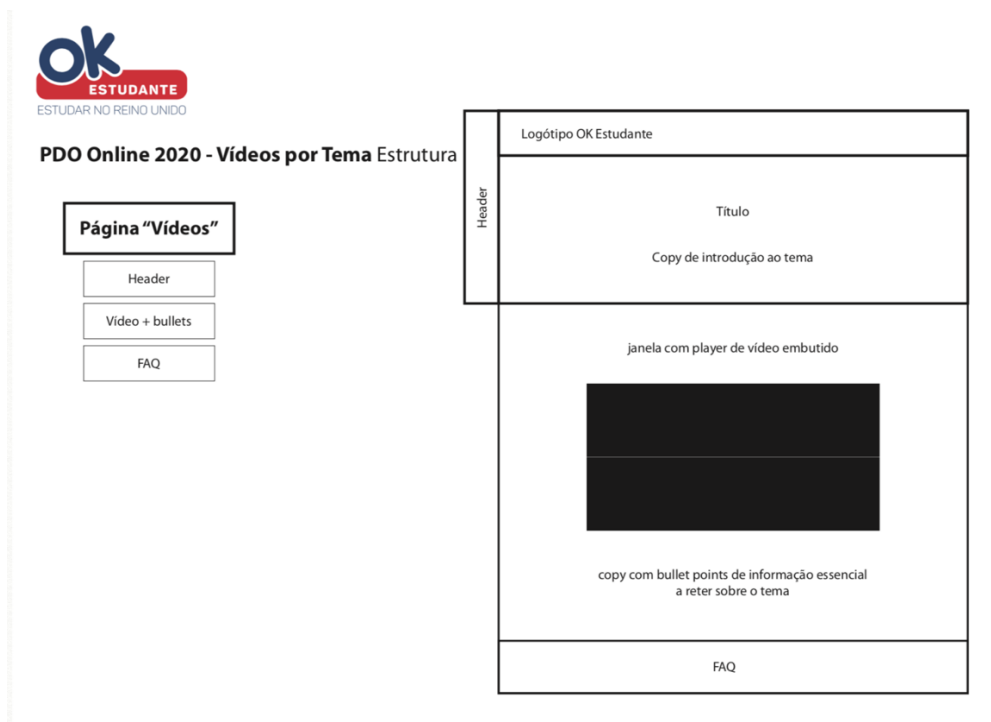 ok
ESTUDANTE
ESTUDAR NO REINO UNIDO
PDO Online 2020 - Vídeos por Tema Estrutura
Página “Vídeos”
Header
Vídeo + bullets
FAQ
Header
Logótipo OK Estudante
Título
Copy de introdução ao tema
janela com player de vídeo embutido
copy com bullet points de informação essencial
a reter sobre o tema
FAQ